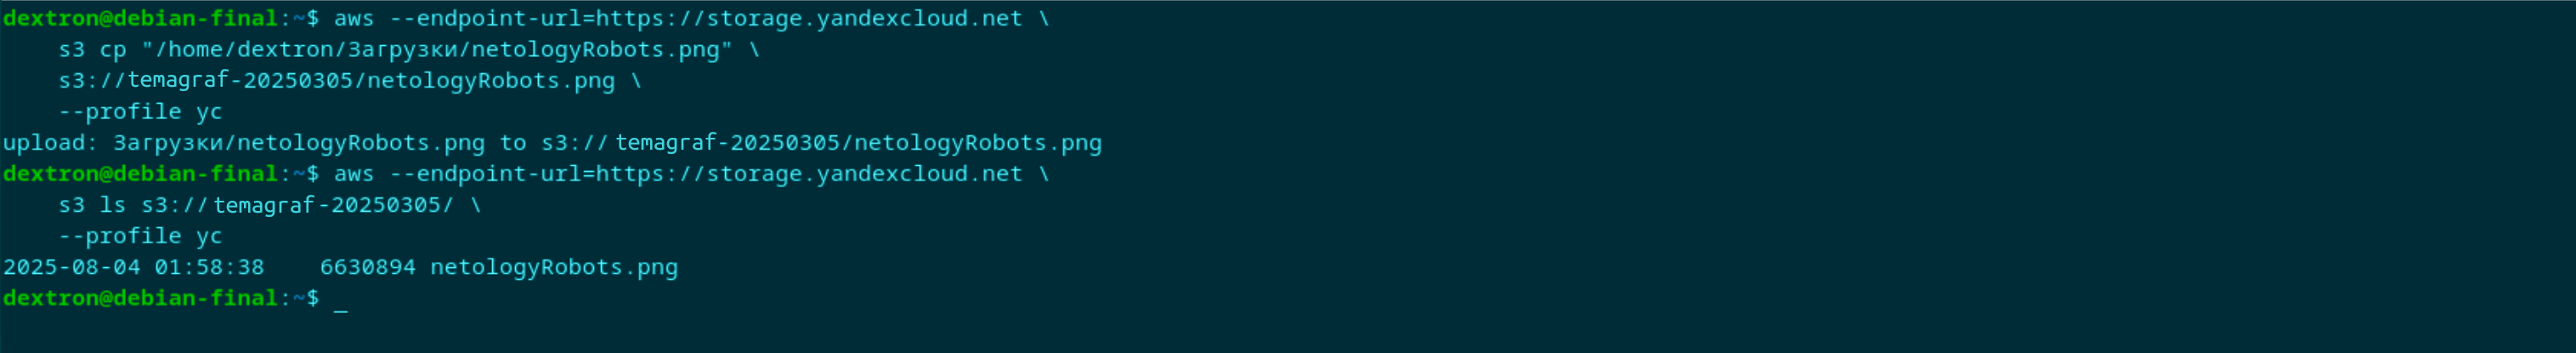 dextron@debian-final:~$ aws --endpoint-url=https://storage.yandexcloud.net \
    s3 cp "/home/dextron/Загрузки/netologyRobots.png" \
    s3://temagraf-20250305/netologyRobots.png \
    --profile yc
upload: Загрузки/netologyRobots.png to s3://temagraf-20250305/netologyRobots.png
dextron@debian-final:~$ aws --endpoint-url=https://storage.yandexcloud.net \
    s3 ls s3://temagraf-20250305/ \
    --profile yc
2025-08-04 01:58:38    6630894 netologyRobots.png
dextron@debian-final:~$ _